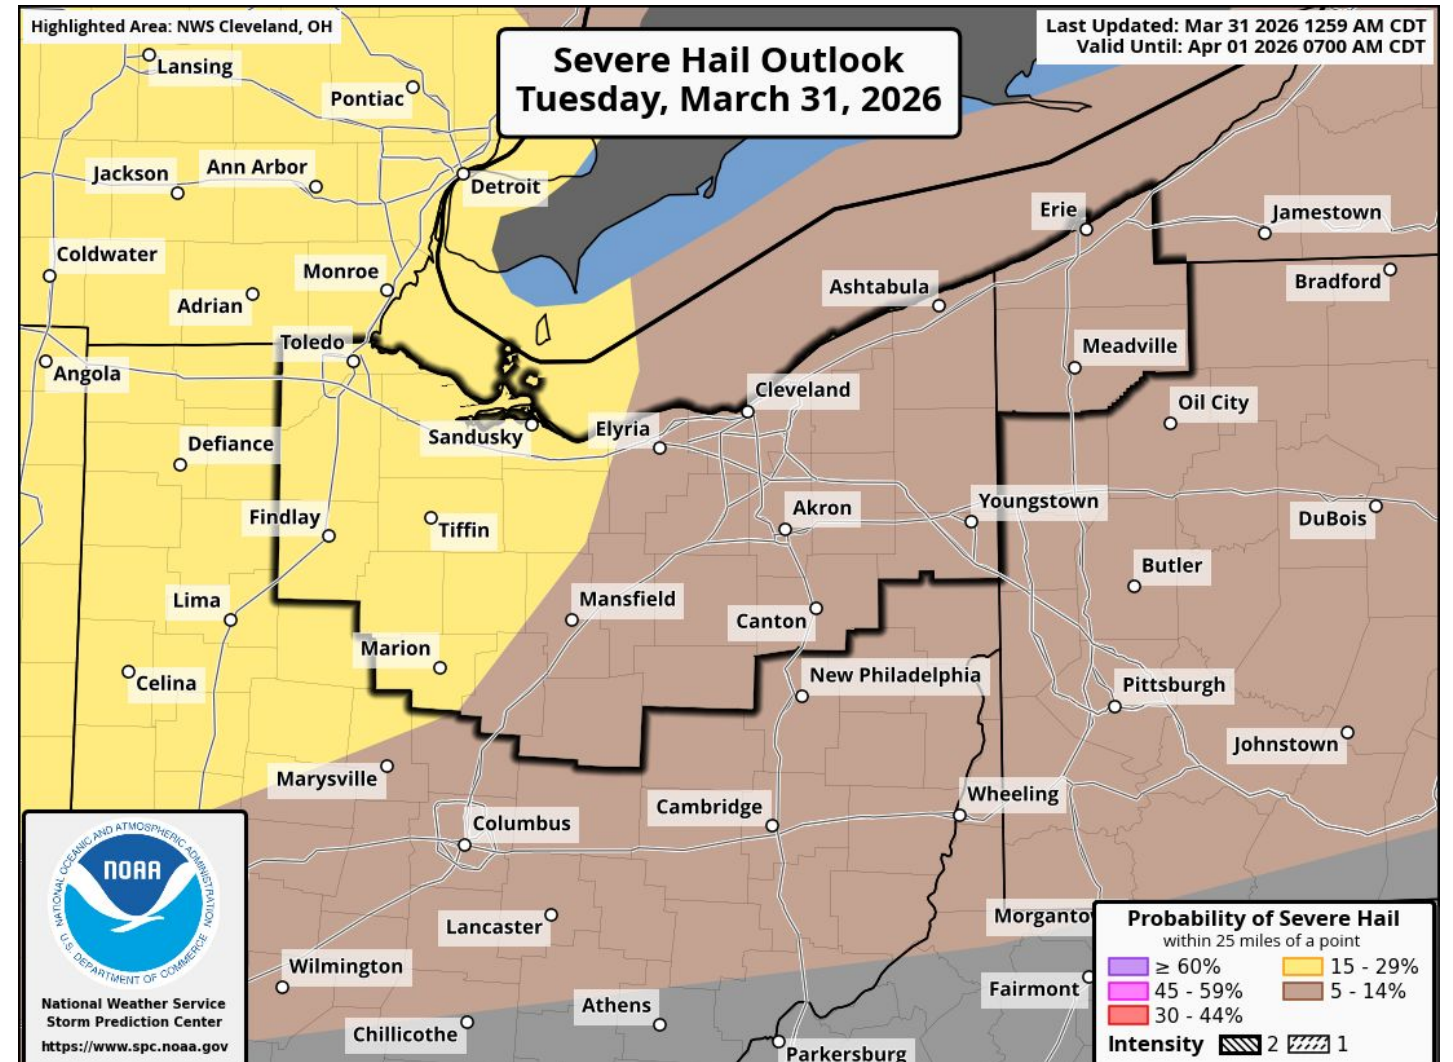 Highlighted Area: NWS Cleveland, OH
Severe Hail Outlook
Tuesday, March 31, 2026
Last Updated: Mar 31 2026 1259 AM CDT
Valid Until: Apr 01 2026 0700 AM CDT
Lansing
Pontiac
Jackson
Ann Arbor
Detroit
Erie
Jamestown
Coldwater
Monroe
Adrian
Ashtabula
Bradford
Toledo
Angola
Meadville
Cleveland
Oil City
Defiance
Sandusky
Elyria
Findlay
Tiffin
Akron
Youngstown
DuBois
Butler
Lima
Mansfield
Canton
Marion
Celina
New Philadelphia
Pittsburgh
Johnstown
Marysville
Cambridge
Wheeling
Columbus
Lancaster
Morganto
Wilmington
Fairmont
Athens
Chillicothe
Parkersburg
NATIONAL OCEANIC AND ATMOSPHERIC ADMINISTRATION
NOAA
U.S. DEPARTMENT OF COMMERCE
National Weather Service
Storm Prediction Center
https://www.spc.noaa.gov
Probability of Severe Hail
within 25 miles of a point
≥ 60%
15 - 29%
45 - 59%
5 - 14%
30 - 44%
Intensity 2 1